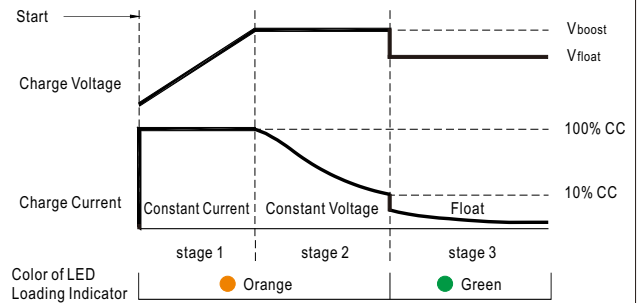 Start
Vboost
Vfloat
Charge Voltage
100% CC
10% CC
Charge Current
Constant Current
Constant Voltage
Float
stage 1
stage 2
stage 3
Color of LED
Loading Indicator
Orange
Green